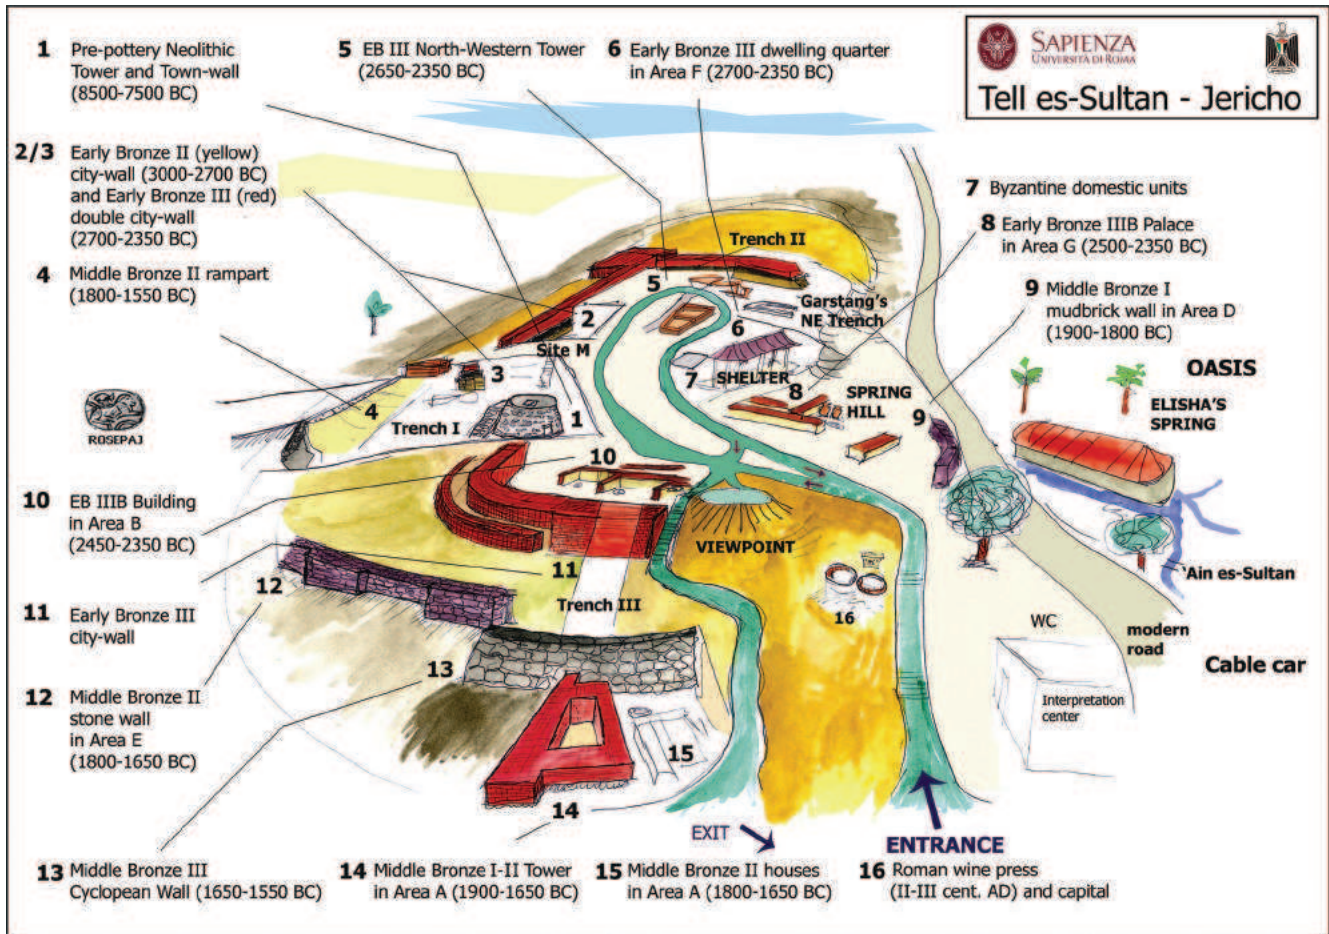 SAPIENZA
UNIVERSITÀ DI ROMA
Tell es-Sultan - Jericho
1 Pre-pottery Neolithic
Tower and Town-wall
(8500-7500 BC)
5 EB III North-Western Tower
(2650-2350 BC)
6 Early Bronze III dwelling quarter
in Area F (2700-2350 BC)
2/3 Early Bronze II (yellow)
city-wall (3000-2700 BC)
and Early Bronze III (red)
double city-wall
(2700-2350 BC)
4 Middle Bronze II rampart
(1800-1550 BC)
7 Byzantine domestic units
8 Early Bronze IIIB Palace
in Area G (2500-2350 BC)
9 Middle Bronze I
mudbrick wall in Area D
(1900-1800 BC)
Trench II
5
Garstang's
NE Trench
2
6
Site M
3
7
SHELTER
8
SPRING
HILL
9
OASIS
ELISHA'S
SPRING
4
Trench I
1
ROSEPAJ
10
10 EB IIIB Building
in Area B
(2450-2350 BC)
VIEWPOINT
11
12
Trench III
16
'Ain es-Sultan
11 Early Bronze III
city-wall
WC
modern
road
Cable car
13
Interpretation
center
12 Middle Bronze II
stone wall
in Area E
(1800-1650 BC)
15
14
EXIT
ENTRANCE
13 Middle Bronze III
Cyclopean Wall (1650-1550 BC)
14 Middle Bronze I-II Tower
in Area A (1900-1650 BC)
15 Middle Bronze II houses
in Area A (1800-1650 BC)
16 Roman wine press
(II-III cent. AD) and capital